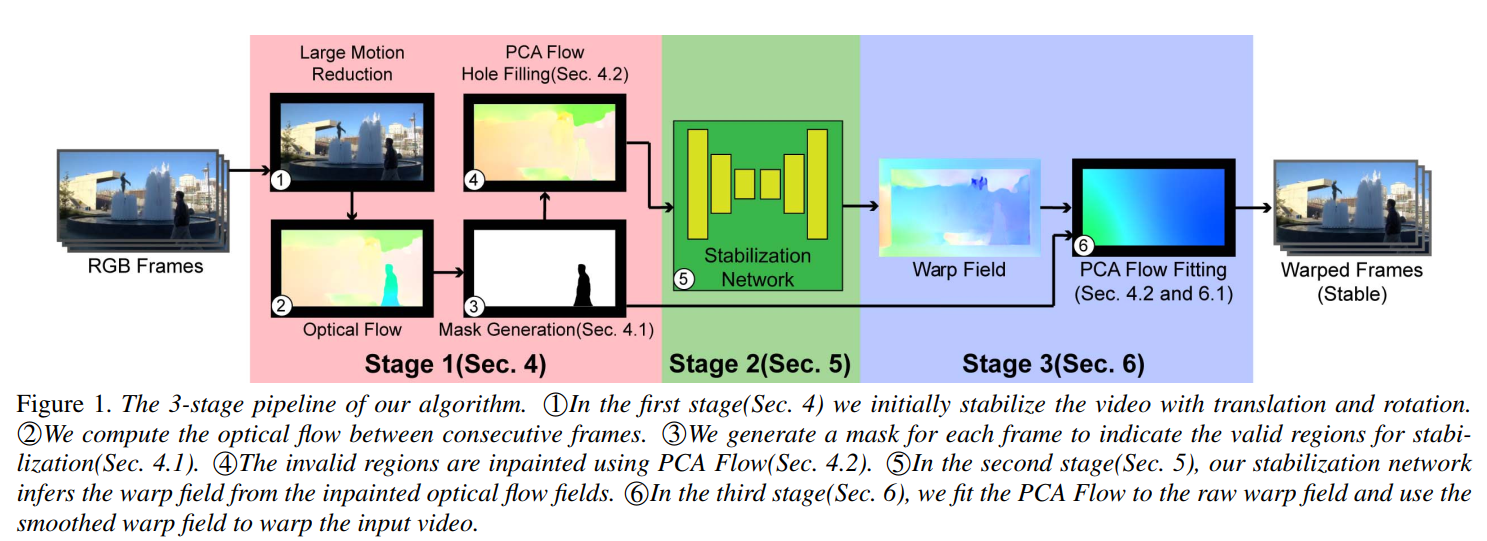 Large Motion
Reduction
PCA Flow
Hole Filling(Sec. 4.2)
1
4
RGB Frames
2
Optical Flow
3
Mask Generation(Sec. 4.1)
Stage 1(Sec. 4)
Stabilization
Network
5
Stage 2(Sec. 5)
Warp Field
6
PCA Flow Fitting
(Sec. 4.2 and 6.1)
Stage 3(Sec. 6)
Warped Frames
(Stable)
Figure 1. The 3-stage pipeline of our algorithm. ①In the first stage(Sec. 4) we initially stabilize the video with translation and rotation.
②We compute the optical flow between consecutive frames. ③We generate a mask for each frame to indicate the valid regions for stabi-
lization(Sec. 4.1). ④The invalid regions are inpainted using PCA Flow(Sec. 4.2). ⑤In the second stage(Sec. 5), our stabilization network
infers the warp field from the inpainted optical flow fields. ⑥In the third stage(Sec. 6), we fit the PCA Flow to the raw warp field and use the
smoothed warp field to warp the input video.